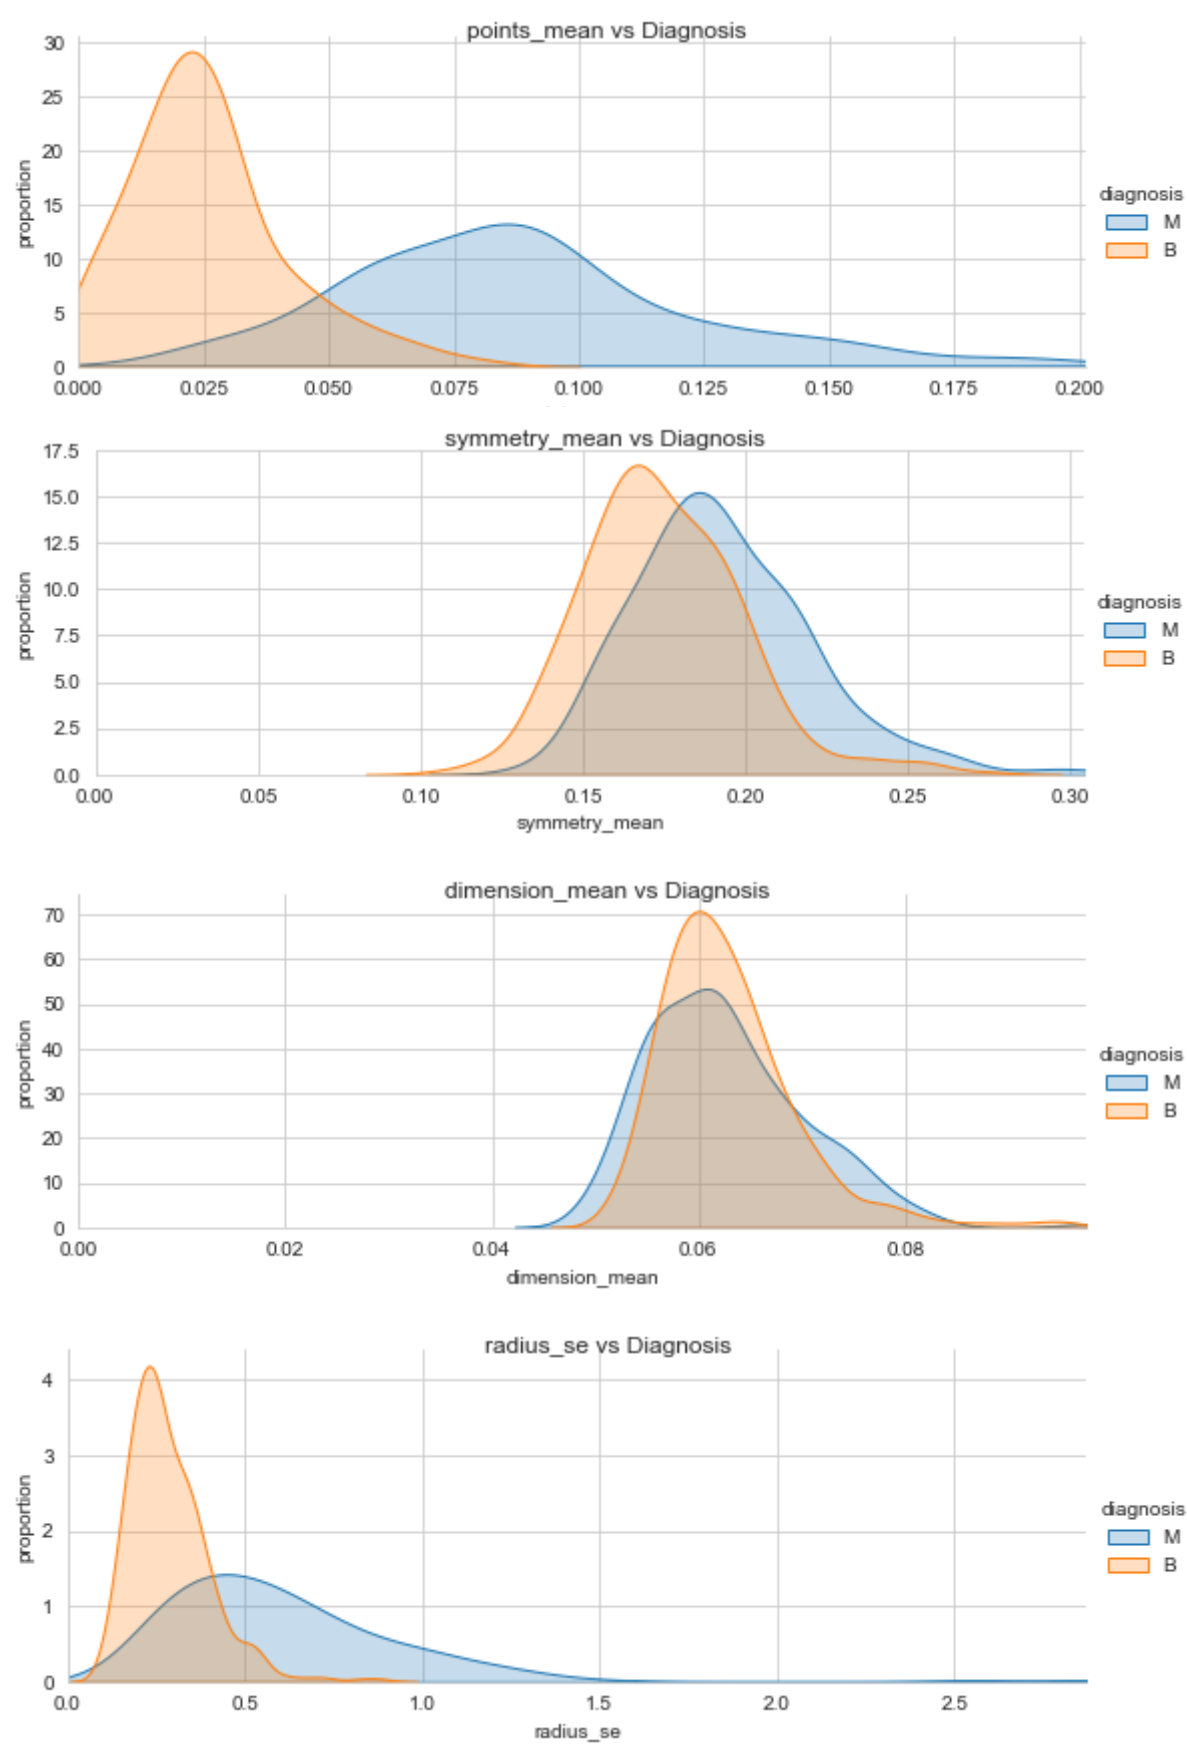 points_mean vs Diagnosis
30
25
20
15
10
5
0
proportion
0.000 0.025 0.050 0.075 0.100 0.125 0.150 0.175 0.200
diagnosis
M
B
symmetry_mean vs Diagnosis
17.5
15.0
12.5
10.0
7.5
5.0
2.5
0.0
proportion
0.00 0.05 0.10 0.15 0.20 0.25 0.30
symmetry_mean
diagnosis
M
B
dimension_mean vs Diagnosis
70
60
50
40
30
20
10
0
proportion
0.00 0.02 0.04 0.06 0.08
dimension_mean
diagnosis
M
B
radius_se vs Diagnosis
4
3
2
1
0
proportion
0.0 0.5 1.0 1.5 2.0 2.5
radius_se
diagnosis
M
B